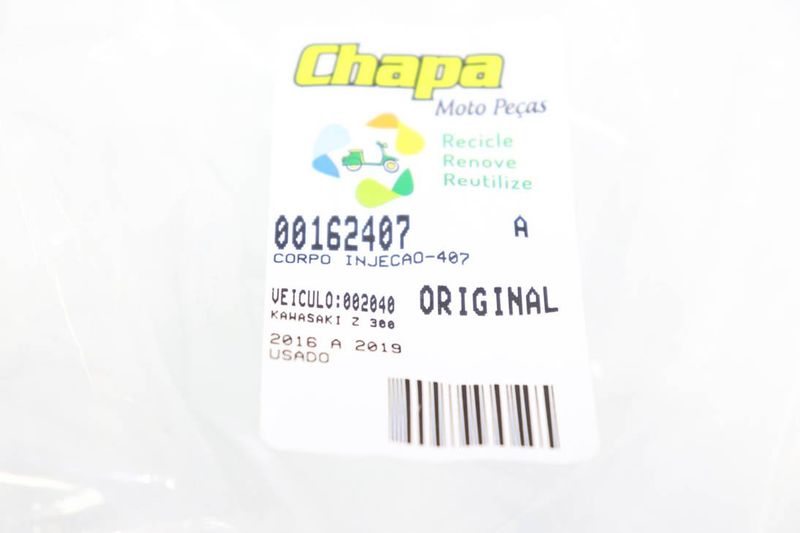 Chapa
Moto Peças
Recicle
Renove
Reutilize
00162407 A
CORPO INJECAO-407
VEICULO:002040 ORIGINAL
KAWASAKI Z 300
2016 A 2019
USADO